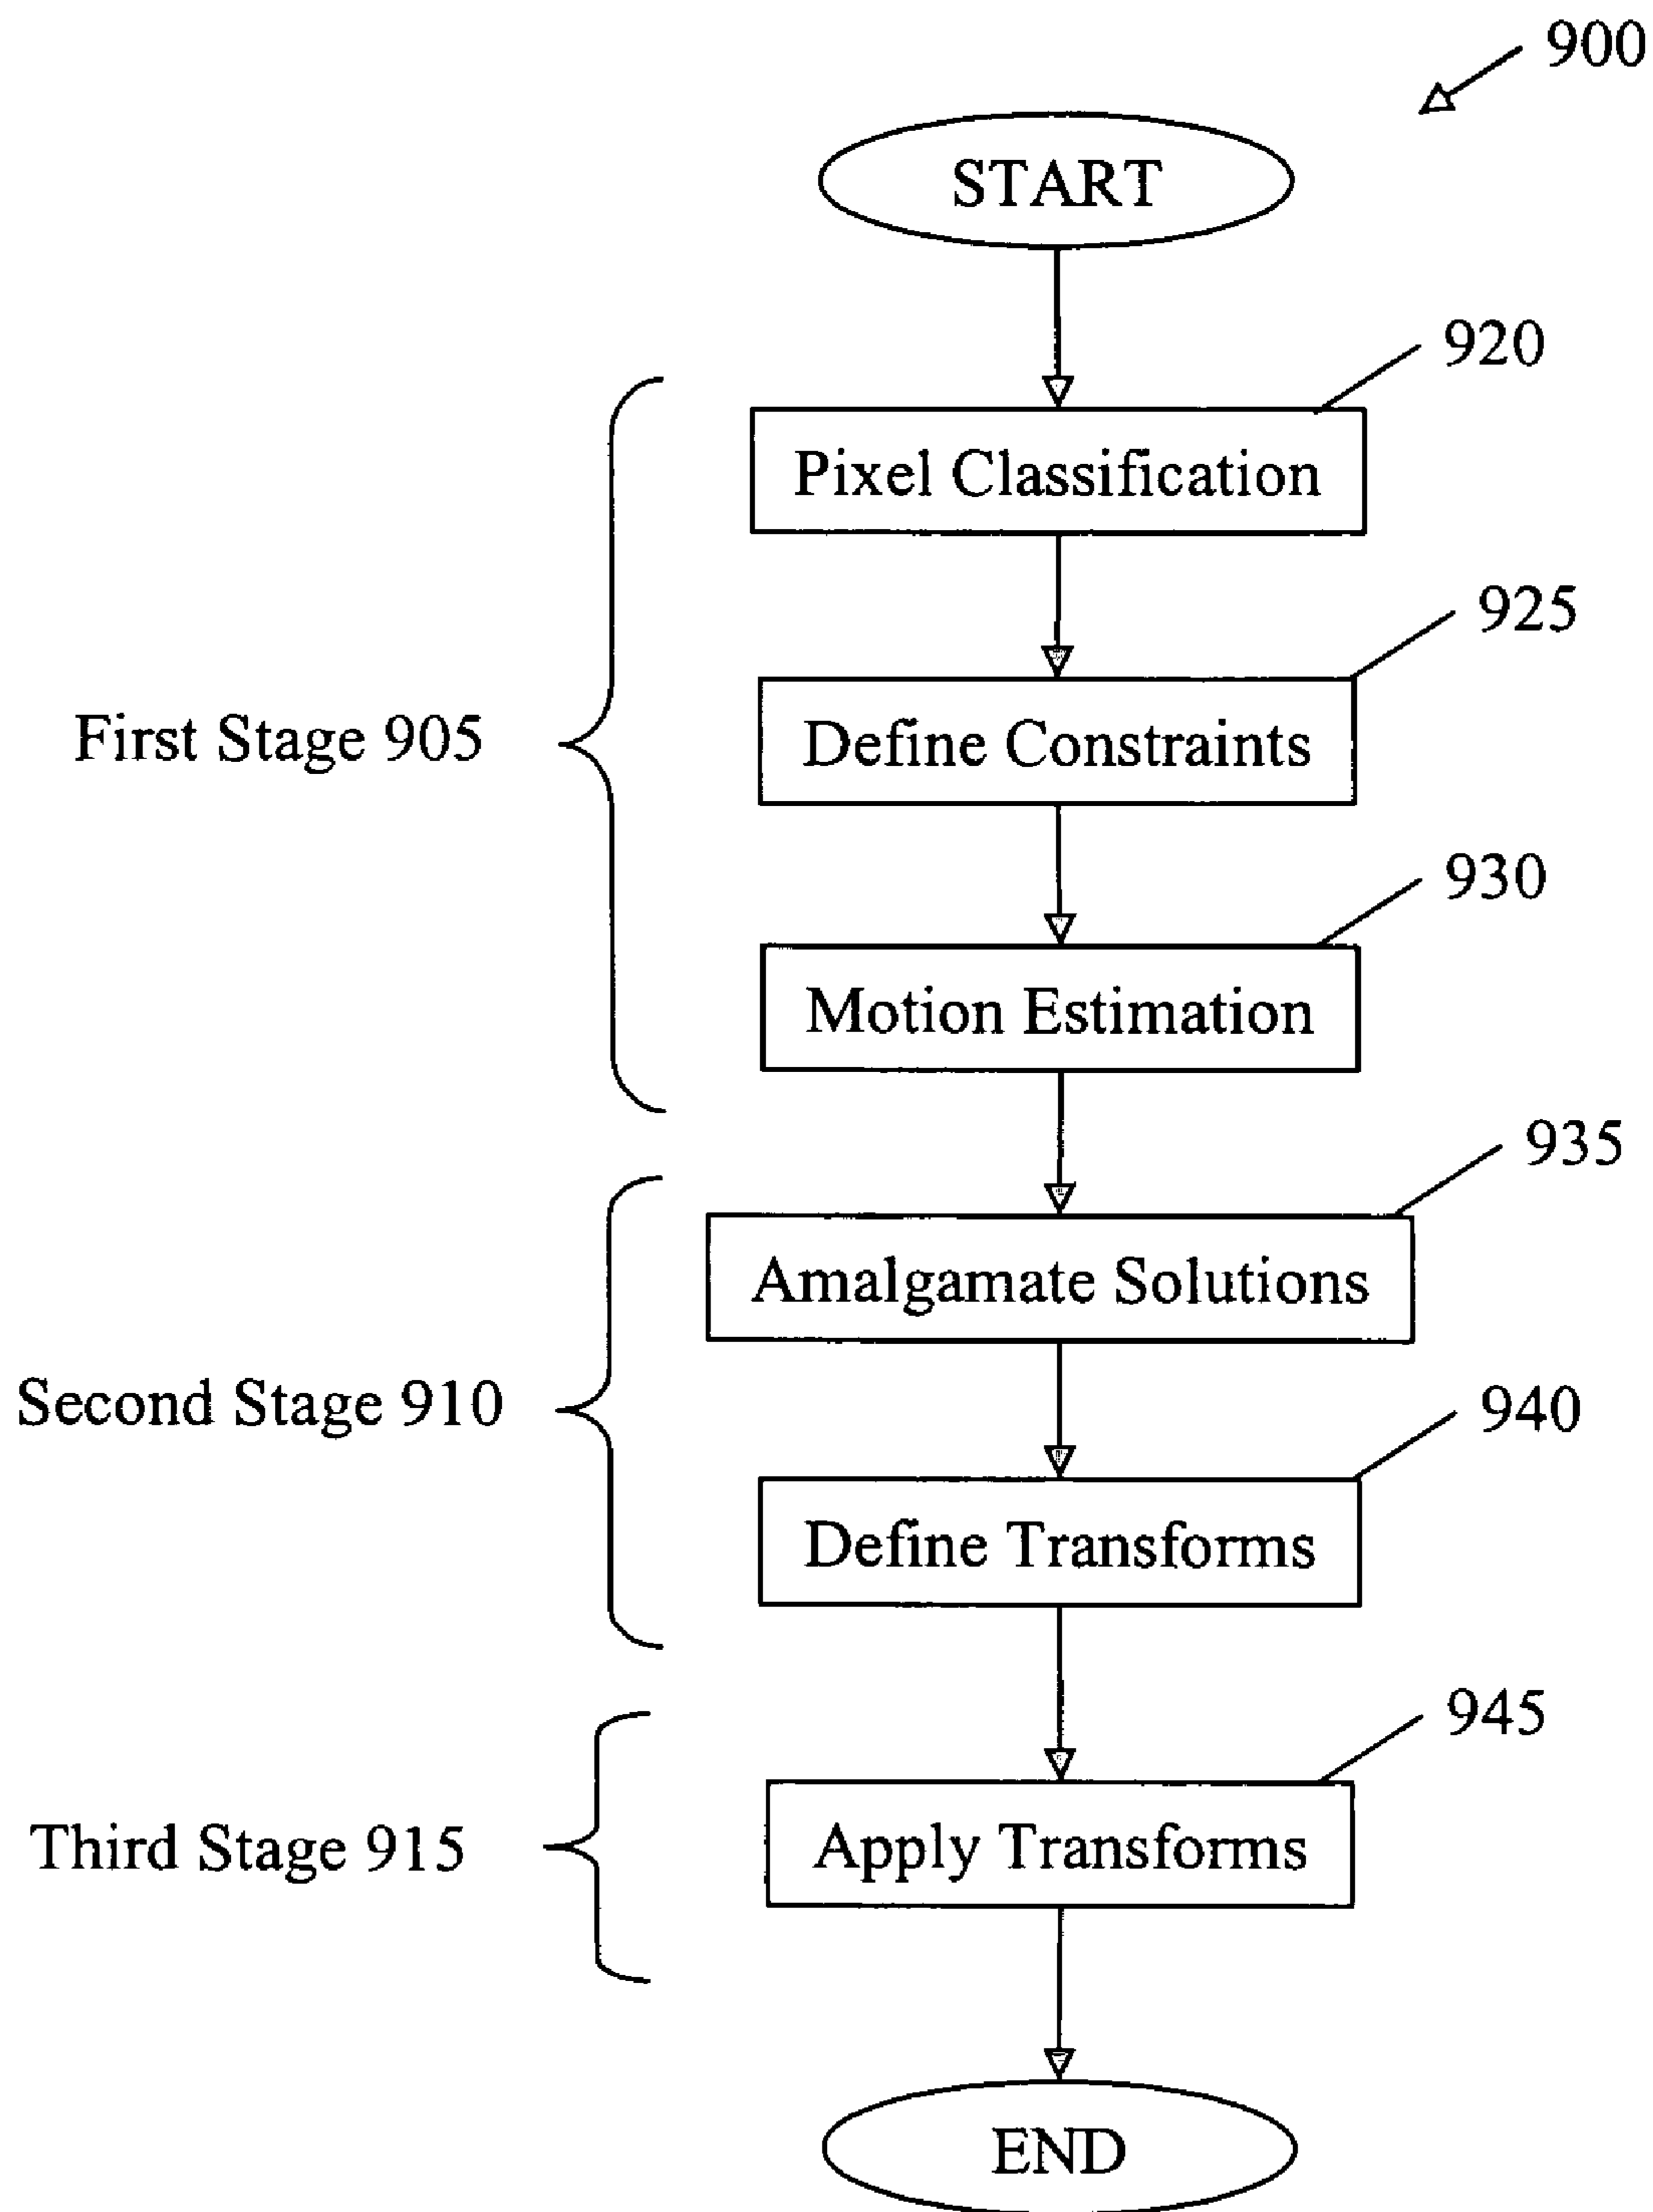 900
START
920
Pixel Classification
925
First Stage 905
Define Constraints
930
Motion Estimation
935
Amalgamate Solutions
Second Stage 910
940
Define Transforms
945
Third Stage 915
Apply Transforms
END